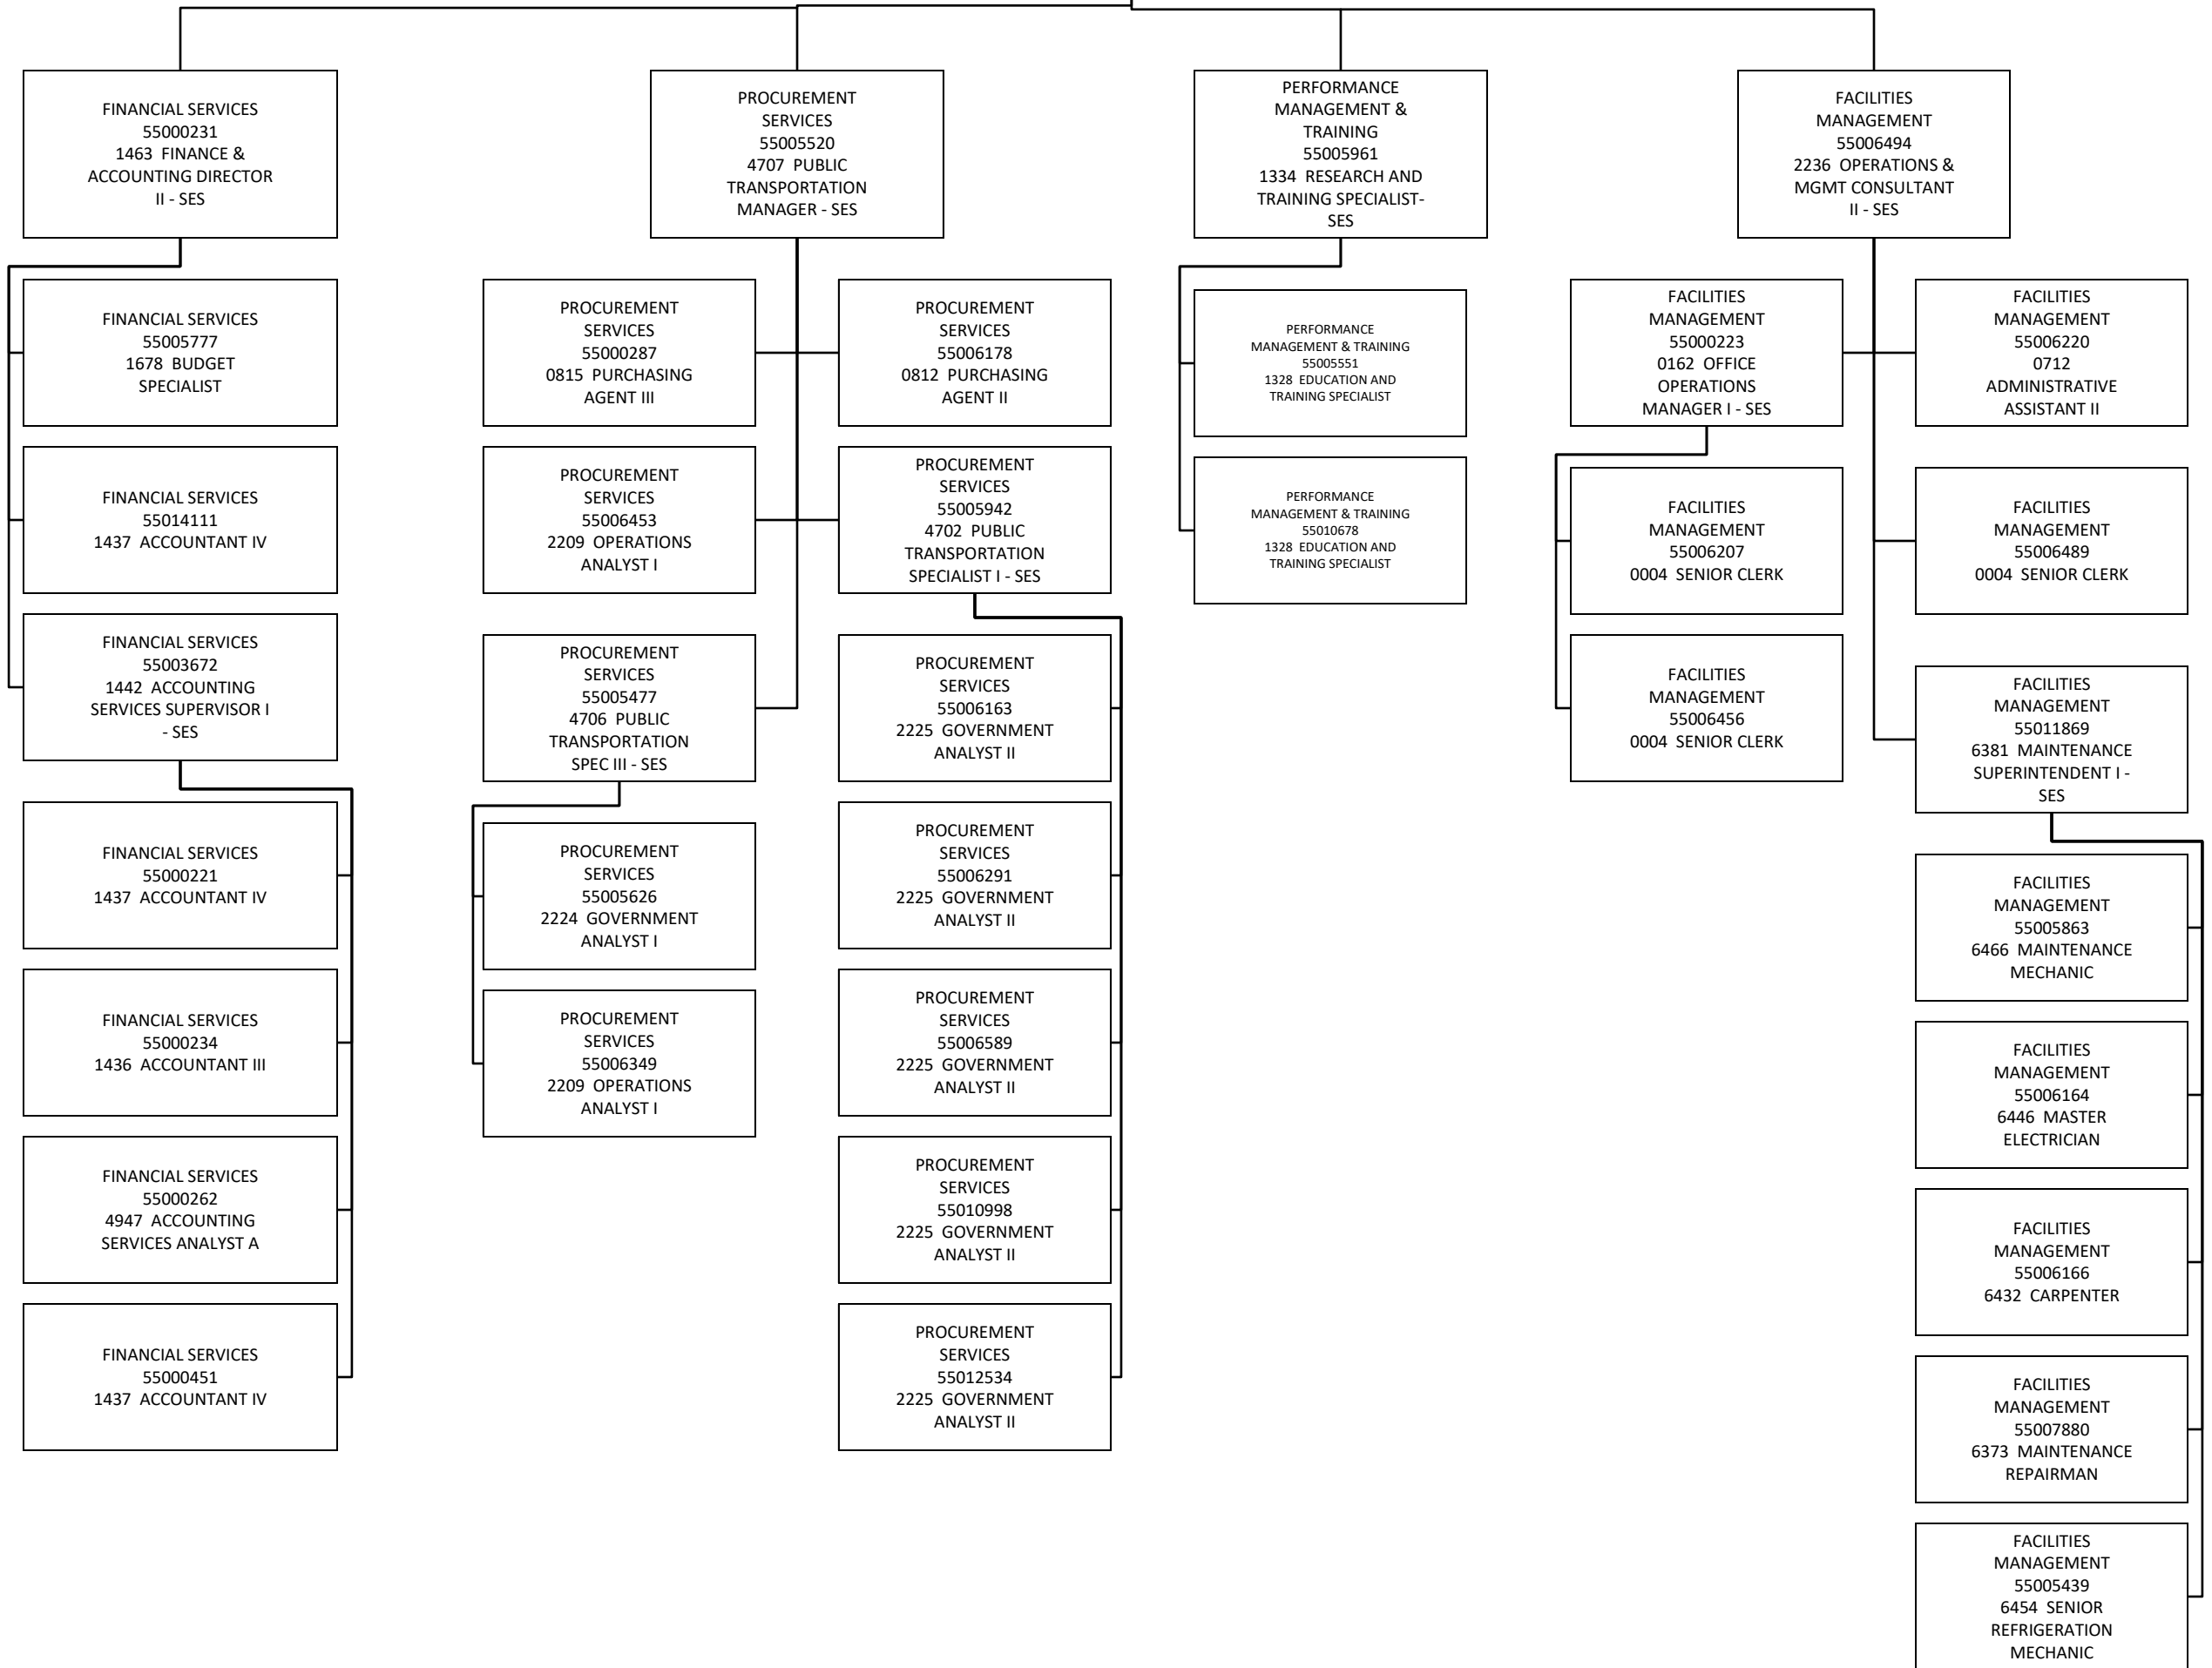 FINANCIAL SERVICES
55000231
1463 FINANCE &
ACCOUNTING DIRECTOR
II - SES
PROCUREMENT
SERVICES
55005520
4707 PUBLIC
TRANSPORTATION
MANAGER - SES
PERFORMANCE
MANAGEMENT &
TRAINING
55005961
1334 RESEARCH AND
TRAINING SPECIALIST-
SES
FACILITIES
MANAGEMENT
55006494
2236 OPERATIONS &
MGMT CONSULTANT
II - SES
FINANCIAL SERVICES
55005777
1678 BUDGET
SPECIALIST
FINANCIAL SERVICES
55014111
1437 ACCOUNTANT IV
FINANCIAL SERVICES
55003672
1442 ACCOUNTING
SERVICES SUPERVISOR I
- SES
FINANCIAL SERVICES
55000221
1437 ACCOUNTANT IV
FINANCIAL SERVICES
55000234
1436 ACCOUNTANT III
FINANCIAL SERVICES
55000262
4947 ACCOUNTING
SERVICES ANALYST A
FINANCIAL SERVICES
55000451
1437 ACCOUNTANT IV
PROCUREMENT
SERVICES
55000287
0815 PURCHASING
AGENT III
PROCUREMENT
SERVICES
55006453
2209 OPERATIONS
ANALYST I
PROCUREMENT
SERVICES
55005477
4706 PUBLIC
TRANSPORTATION
SPEC III - SES
PROCUREMENT
SERVICES
55005626
2224 GOVERNMENT
ANALYST I
PROCUREMENT
SERVICES
55006349
2209 OPERATIONS
ANALYST I
PROCUREMENT
SERVICES
55006178
0812 PURCHASING
AGENT II
PROCUREMENT
SERVICES
55005942
4702 PUBLIC
TRANSPORTATION
SPECIALIST I - SES
PROCUREMENT
SERVICES
55006163
2225 GOVERNMENT
ANALYST II
PROCUREMENT
SERVICES
55006291
2225 GOVERNMENT
ANALYST II
PROCUREMENT
SERVICES
55006589
2225 GOVERNMENT
ANALYST II
PROCUREMENT
SERVICES
55010998
2225 GOVERNMENT
ANALYST II
PROCUREMENT
SERVICES
55012534
2225 GOVERNMENT
ANALYST II
PERFORMANCE
MANAGEMENT & TRAINING
55005551
1328 EDUCATION AND
TRAINING SPECIALIST
PERFORMANCE
MANAGEMENT & TRAINING
55010678
1328 EDUCATION AND
TRAINING SPECIALIST
FACILITIES
MANAGEMENT
55000223
0162 OFFICE
OPERATIONS
MANAGER I - SES
FACILITIES
MANAGEMENT
55006207
0004 SENIOR CLERK
FACILITIES
MANAGEMENT
55006456
0004 SENIOR CLERK
FACILITIES
MANAGEMENT
55006220
0712
ADMINISTRATIVE
ASSISTANT II
FACILITIES
MANAGEMENT
55006489
0004 SENIOR CLERK
FACILITIES
MANAGEMENT
55011869
6381 MAINTENANCE
SUPERINTENDENT I -
SES
FACILITIES
MANAGEMENT
55005863
6466 MAINTENANCE
MECHANIC
FACILITIES
MANAGEMENT
55006164
6446 MASTER
ELECTRICIAN
FACILITIES
MANAGEMENT
55006166
6432 CARPENTER
FACILITIES
MANAGEMENT
55007880
6373 MAINTENANCE
REPAIRMAN
FACILITIES
MANAGEMENT
55005439
6454 SENIOR
REFRIGERATION
MECHANIC